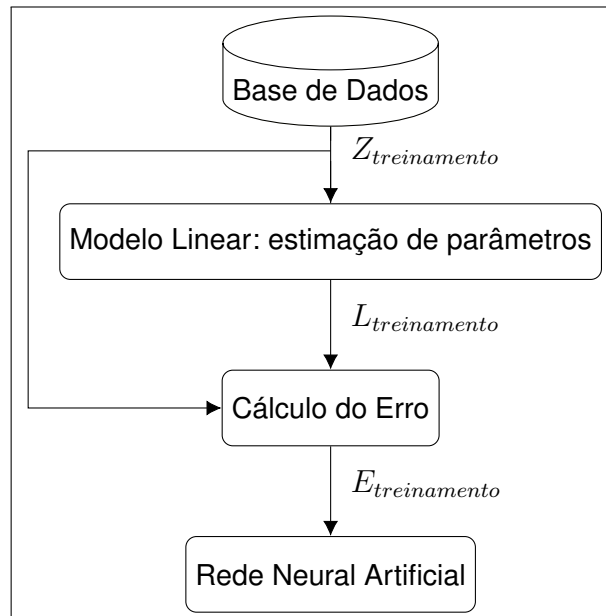 Base de Dados
Z_treinamento
Modelo Linear: estimação de parâmetros
L_treinamento
Cálculo do Erro
E_treinamento
Rede Neural Artificial